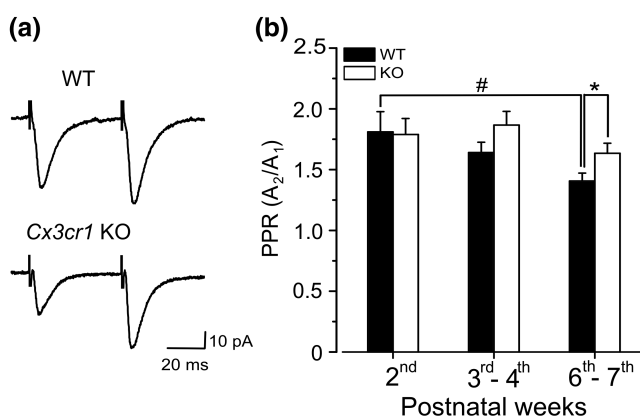 (a)
WT
Cx3cr1 KO
10 pA
20 ms
(b)
PPR (A₂/A₁)
2.5
2.0
1.5
1.0
0.5
0
WT
KO
#
*
2ⁿᵈ
3ʳᵈ- 4ᵗʰ
6ᵗʰ- 7ᵗʰ
Postnatal weeks